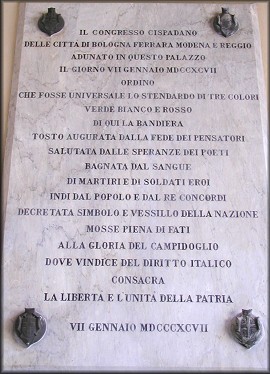 IL CONGRESSO CISPADANO
DELLE CITTÀ DI BOLOGNA FERRARA MODENA E REGGIO
ADUNATO IN QUESTO PALAZZO
IL GIORNO VII GENNAIO MDCCXCVII
ORDINO
CHE FOSSE UNIVERSALE LO STENDARDO DI TRE COLORI
VERDE BIANCO E ROSSO
DI QUI LA BANDIERA
TOSTO AUGURATA DALLA FEDE DEI PENSATORI
SALUTATA DALLE SPERANZE DEI POETI
BAGNATA DAL SANGUE
DI MARTIRI E DI SOLDATI EROI
INDI DAL POPOLO E DAL RE CONCORDI
DECRETATA SIMBOLO E VESSILLO DELLA NAZIONE
MOSSE PIENA DI FATI
ALLA GLORIA DEL CAMPIDOGLIO
DOVE VINDICE DEL DIRITTO ITALICO
CONSACRA
LA LIBERTÀ E L'UNITÀ DELLA PATRIA
VII GENNAIO MDCCCXCVII